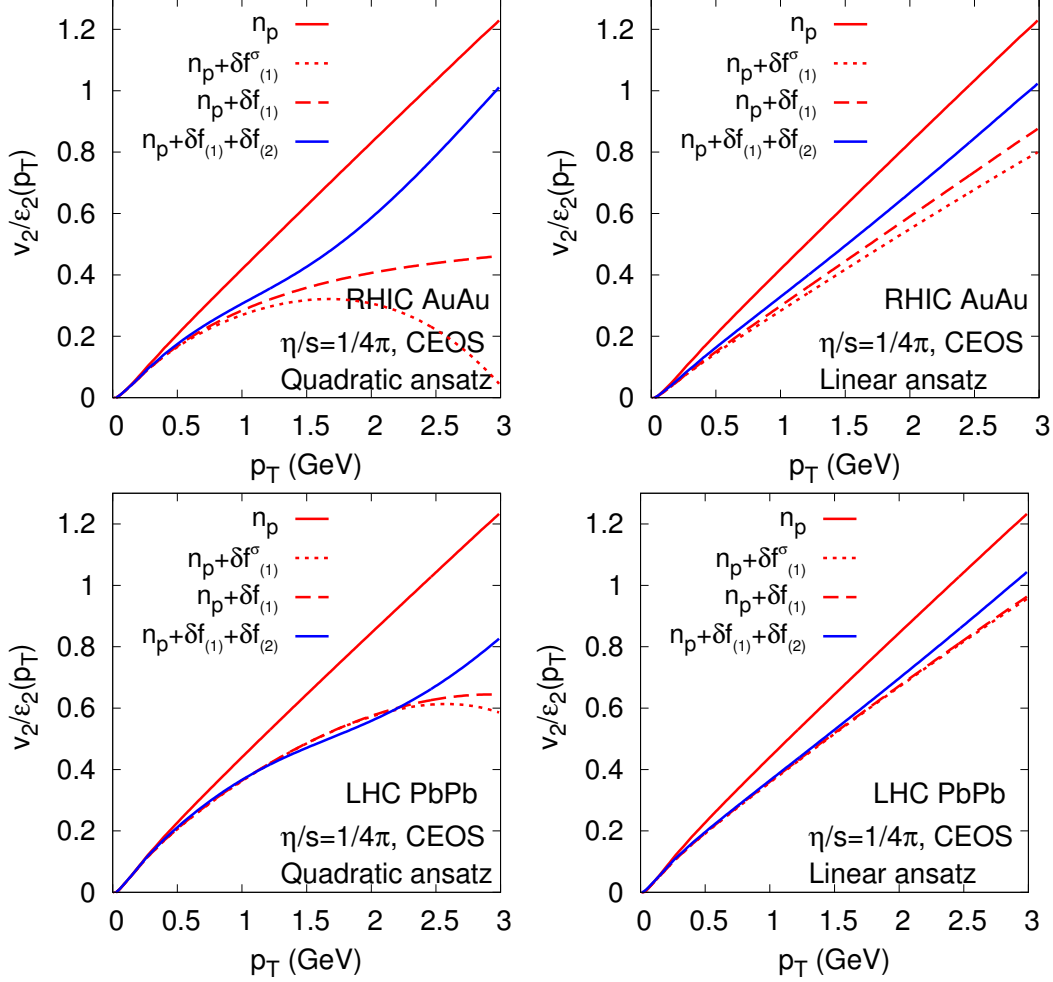 n_p
n_p+δf^σ_(1)
n_p+δf_(1)
n_p+δf_(1)+δf_(2)
v_2/ε_2(p_T)
1.2
1
0.8
0.6
0.4
0.2
0
RHIC AuAu
η/s=1/4π, CEOS
Quadratic ansatz
0 0.5 1 1.5 2 2.5 3
p_T (GeV)
n_p
n_p+δf^σ_(1)
n_p+δf_(1)
n_p+δf_(1)+δf_(2)
v_2/ε_2(p_T)
1.2
1
0.8
0.6
0.4
0.2
0
RHIC AuAu
η/s=1/4π, CEOS
Linear ansatz
0 0.5 1 1.5 2 2.5 3
p_T (GeV)
n_p
n_p+δf^σ_(1)
n_p+δf_(1)
n_p+δf_(1)+δf_(2)
v_2/ε_2(p_T)
1.2
1
0.8
0.6
0.4
0.2
0
LHC PbPb
η/s=1/4π, CEOS
Quadratic ansatz
0 0.5 1 1.5 2 2.5 3
p_T (GeV)
n_p
n_p+δf^σ_(1)
n_p+δf_(1)
n_p+δf_(1)+δf_(2)
v_2/ε_2(p_T)
1.2
1
0.8
0.6
0.4
0.2
0
LHC PbPb
η/s=1/4π, CEOS
Linear ansatz
0 0.5 1 1.5 2 2.5 3
p_T (GeV)